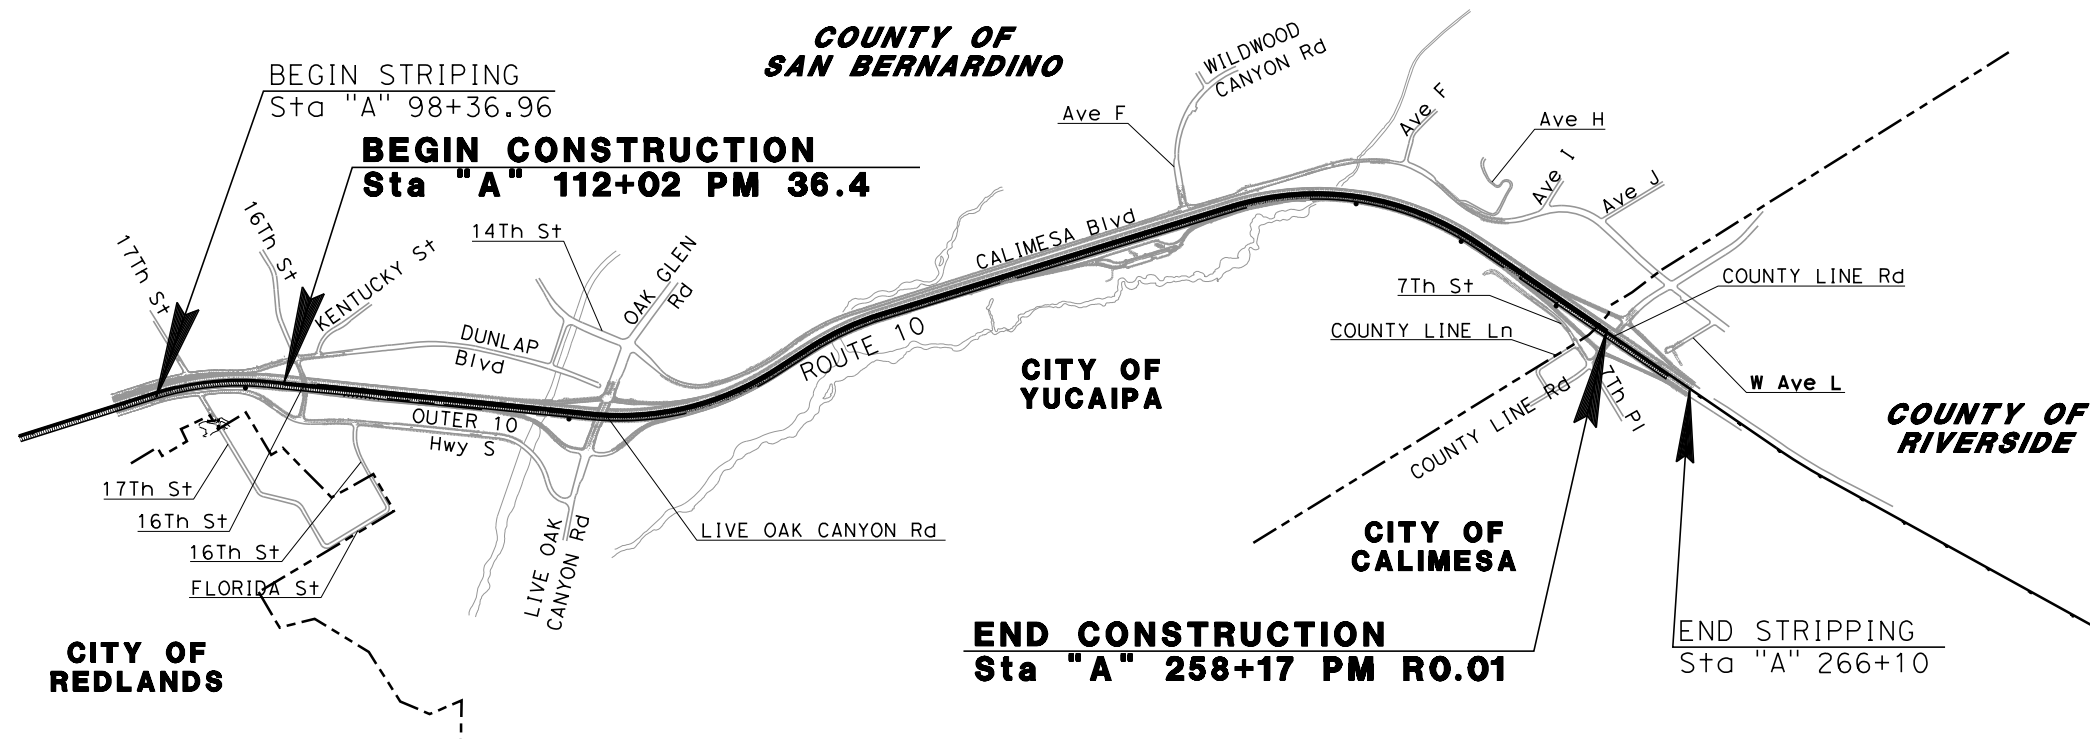 COUNTY OF
SAN BERNARDINO
BEGIN STRIPING
Sta "A" 98+36.96
BEGIN CONSTRUCTION
Sta "A" 112+02 PM 36.4
WILDWOOD
CANYON Rd
Ave F
Ave F
Ave H
Ave I
Ave J
17Th St
16Th St
KENTUCKY St
14Th St
OAK GLEN
Rd
CALIMESA Blvd
DUNLAP
Blvd
ROUTE 10
7Th St
COUNTY LINE Rd
COUNTY LINE Ln
CITY OF
YUCAIPA
W Ave L
7Th Pl
COUNTY LINE Rd
COUNTY OF
RIVERSIDE
OUTER 10
Hwy S
17Th St
16Th St
16Th St
FLORIDA St
LIVE OAK
CANYON Rd
LIVE OAK CANYON Rd
CITY OF
CALIMESA
CITY OF
REDLANDS
END CONSTRUCTION
Sta "A" 258+17 PM R0.01
END STRIPPING
Sta "A" 266+10